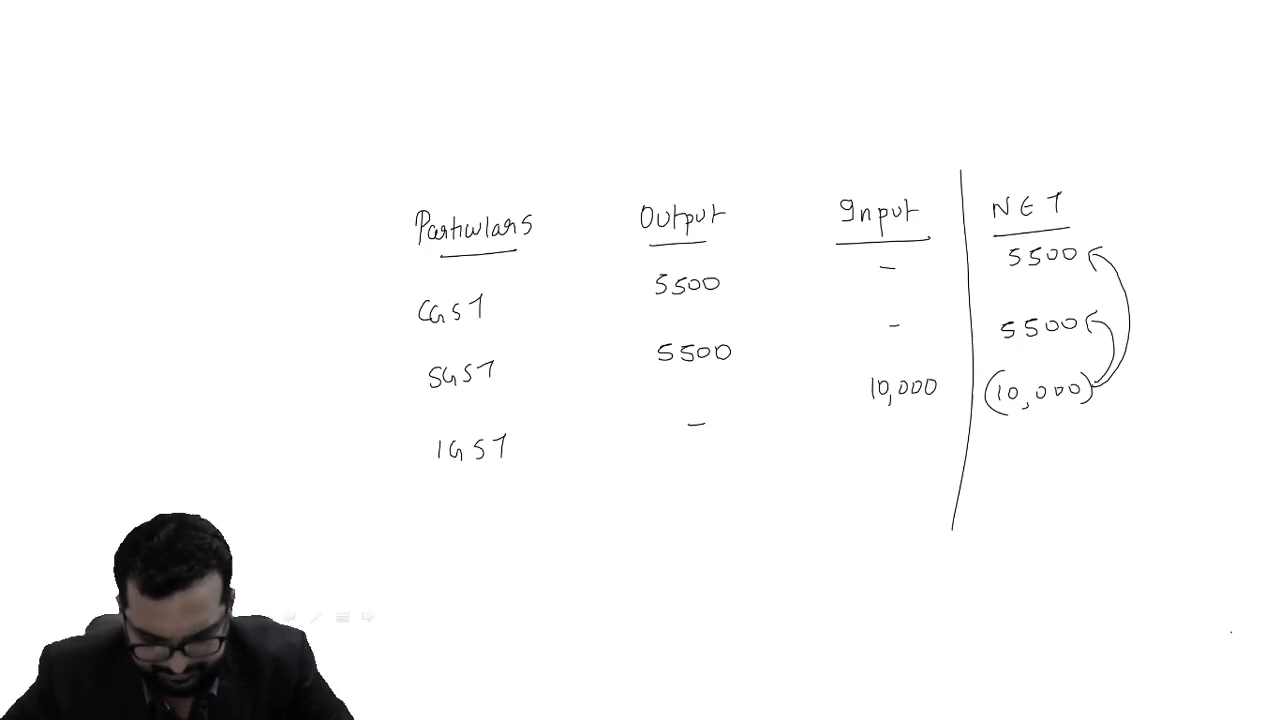 Particulars Output Input NET
CGST 5500 - 5500
SGST 5500 - 5500
IGST - 10,000 (10,000)